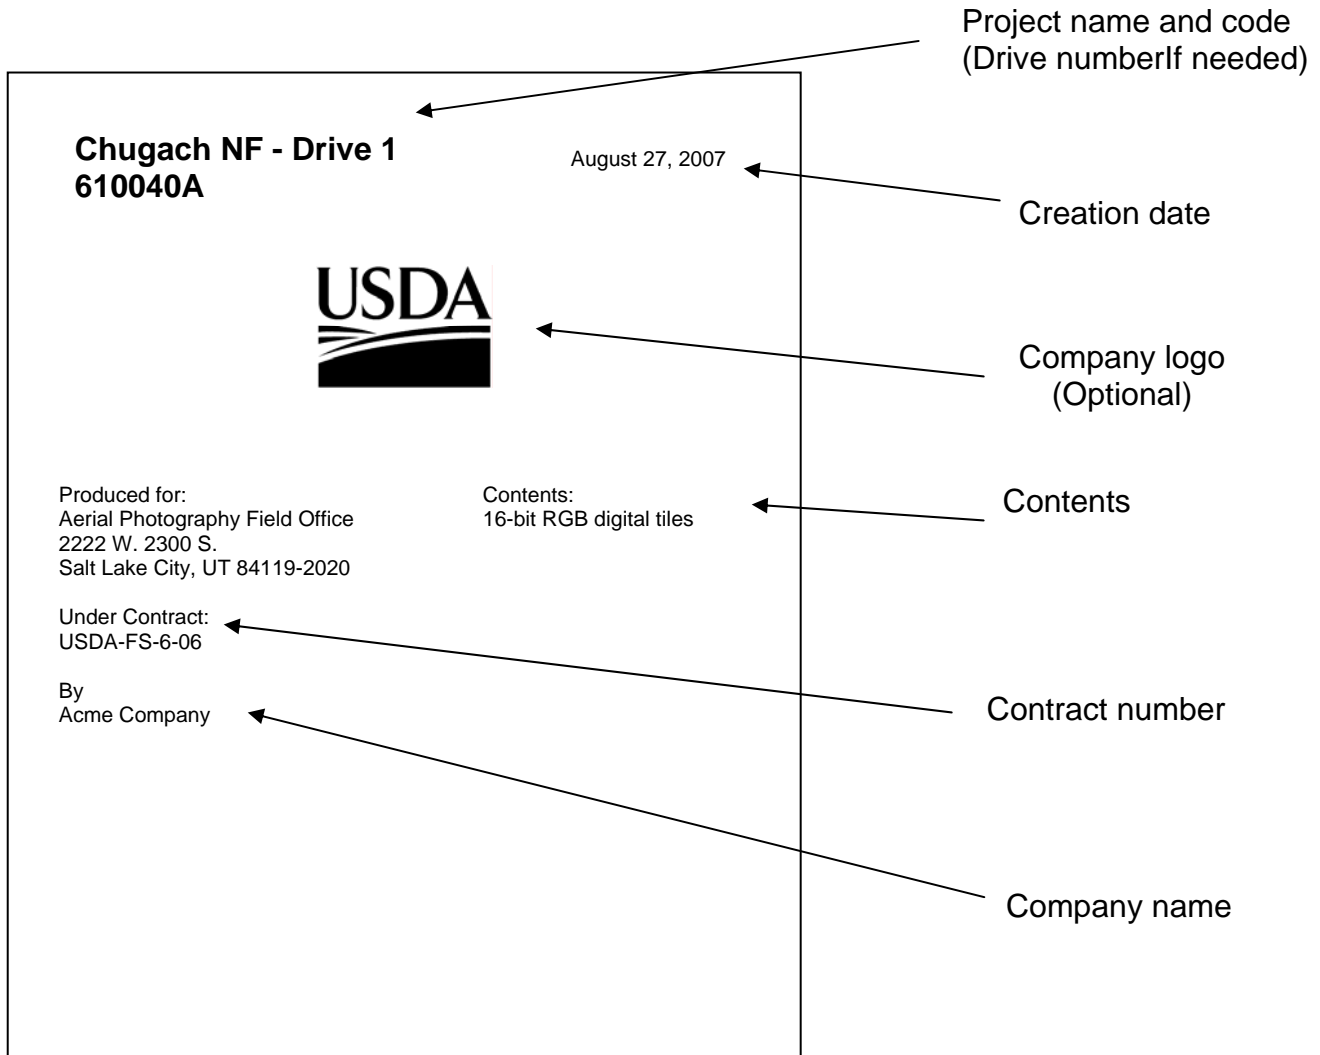 Project name and code
(Drive numberIf needed)
Chugach NF - Drive 1
610040A
August 27, 2007
Creation date
USDA
Company logo
(Optional)
Produced for:
Aerial Photography Field Office
2222 W. 2300 S.
Salt Lake City, UT 84119-2020
Contents:
16-bit RGB digital tiles
Contents
Under Contract:
USDA-FS-6-06
By
Acme Company
Contract number
Company name